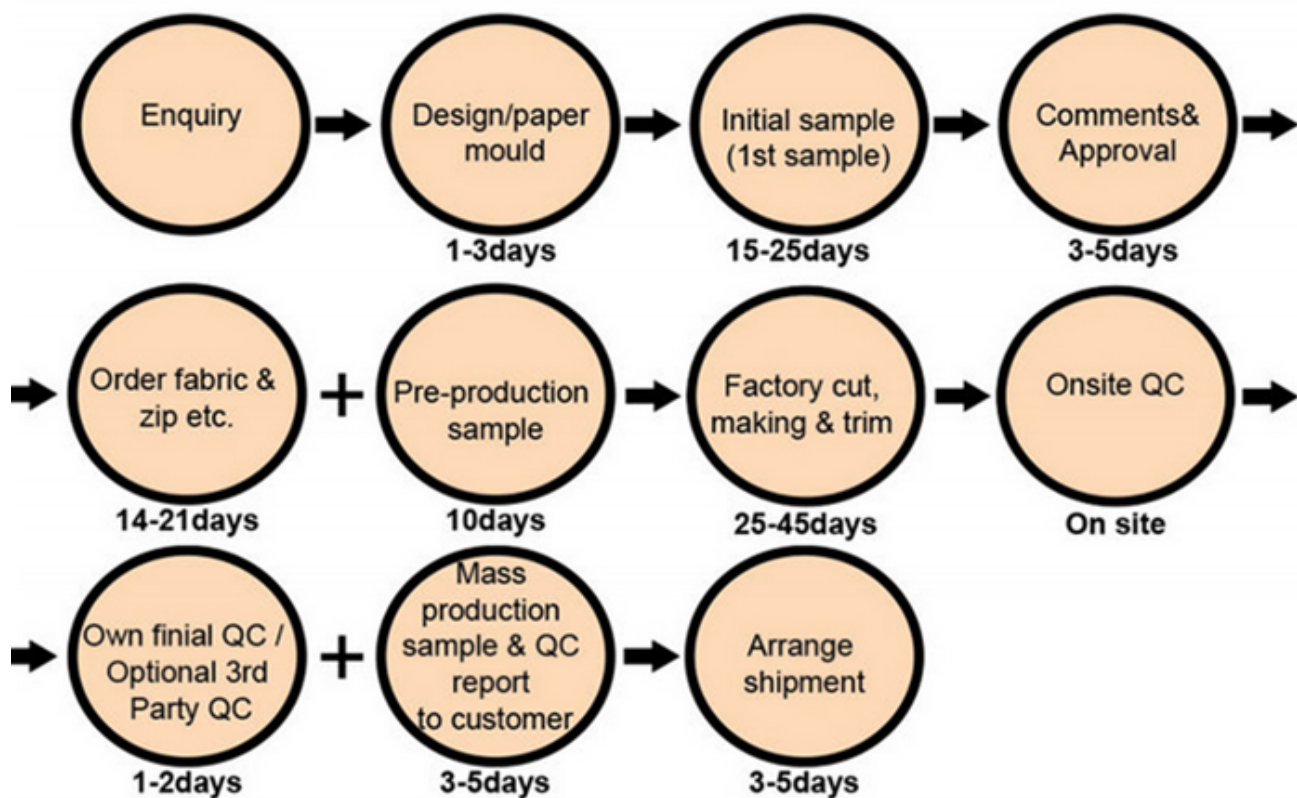 Enquiry
Design/paper
mould
1-3days
Initial sample
(1st sample)
15-25days
Comments&
Approval
3-5days
Order fabric &
zip etc.
14-21days
+
Pre-production
sample
10days
Factory cut,
making & trim
25-45days
Onsite QC
On site
Own finial QC /
Optional 3rd
Party QC
1-2days
+
Mass
production
sample & QC
report
to customer
3-5days
Arrange
shipment
3-5days